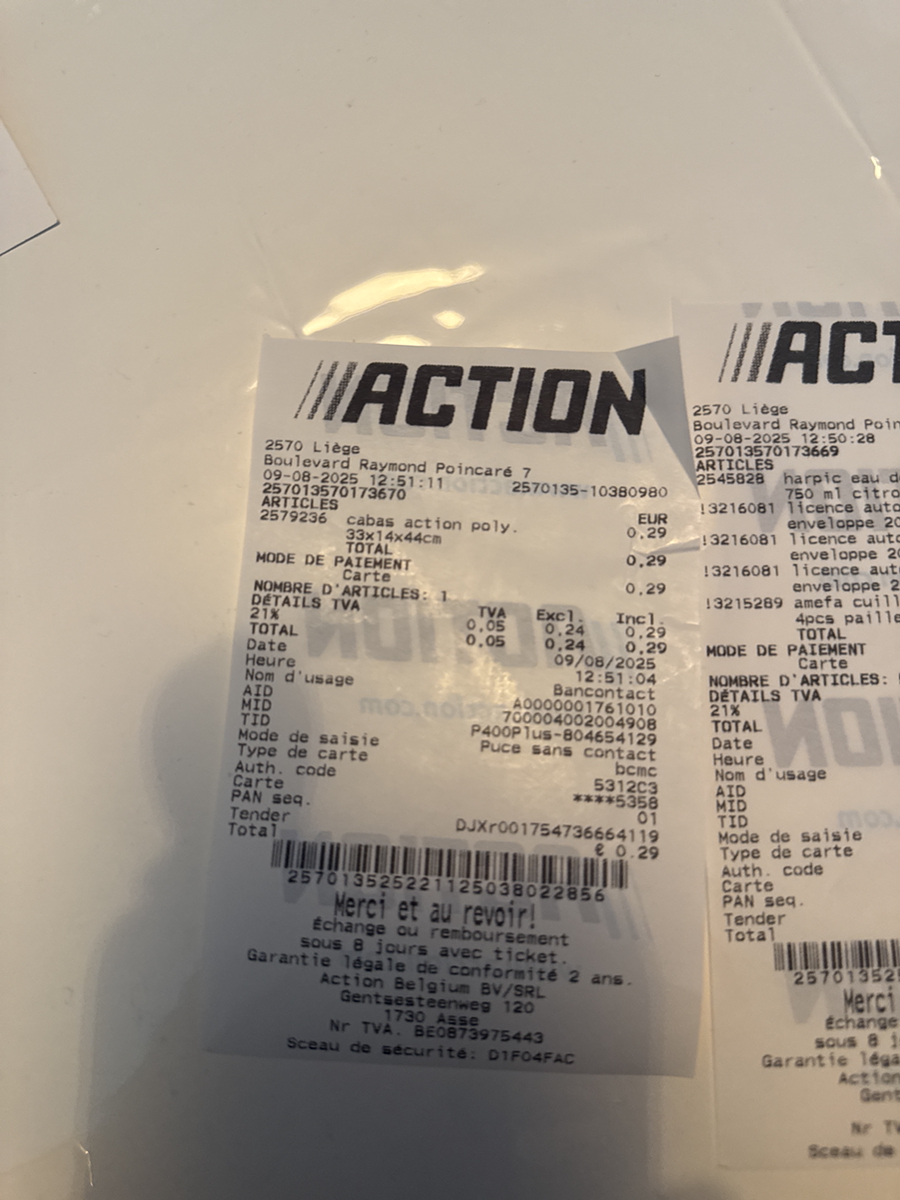 ///ACTION
2570 Liège
Boulevard Raymond Poincaré 7
09-08-2025 12:51:11 2570135-10380980
257013570173670
ARTICLES EUR
2579236 cabas action poly. 0.29
33x14x44cm
TOTAL 0.29
MODE DE PAIEMENT
Carte 0.29
NOMBRE D'ARTICLES: 1
DÉTAILS TVA TVA Excl. Incl.
21% 0.05 0.24 0.29
TOTAL 0.05 0.24 0.29
Date 09/08/2025
Heure 12:51:04
Nom d'usage Bancontact
AID A0000001761010
MID 700004002004908
TID P400Plus-804654129
Mode de saisie Puce sans contact
Type de carte bcmc
Auth. code 5312C3
Carte ****5358
PAN seq. 01
Tender DJXr001754736664119
Total € 0.29
257013525221125038022856
Merci et au revoir!
Échange ou remboursement
sous 8 jours avec ticket.
Garantie légale de conformité 2 ans.
Action Belgium BV/SRL
Gentsesteenweg 120
1730 Asse
Nr TVA. BE0873975443
Sceau de sécurité: D1F04FAC
///ACT
2570 Liège
Boulevard Raymond Poin
09-08-2025 12:50:28
257013570173669
ARTICLES
2545828 harpic eau d
750 ml citro
!3216081 licence auto
enveloppe 20
!3216081 licence auto
enveloppe 20
!3216081 licence aut
enveloppe 2
!3215289 amefa cuill
4pcs paille
TOTAL
MODE DE PAIEMENT
Carte
NOMBRE D'ARTICLES:
DÉTAILS TVA
21%
TOTAL
Date
Heure
Nom d'usage
AID
MID
TID
Mode de saisie
Type de carte
Auth. code
Carte
PAN seq.
Tender
Total
25701352
Merci
Échange
sous 8 j
Garantie léga
Action
Gent
Nr TV
Sceau de